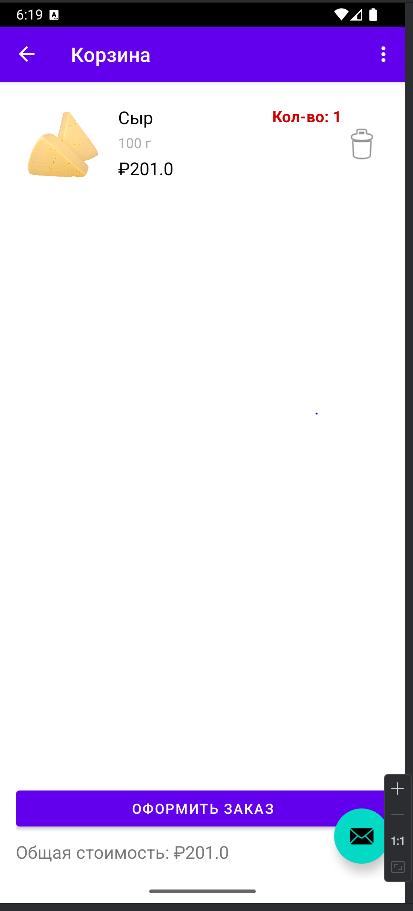 6:19
Корзина
Сыр
Кол-во: 1
100 г
₽201.0
ОФОРМИТЬ ЗАКАЗ
1:1
Общая стоимость: ₽201.0